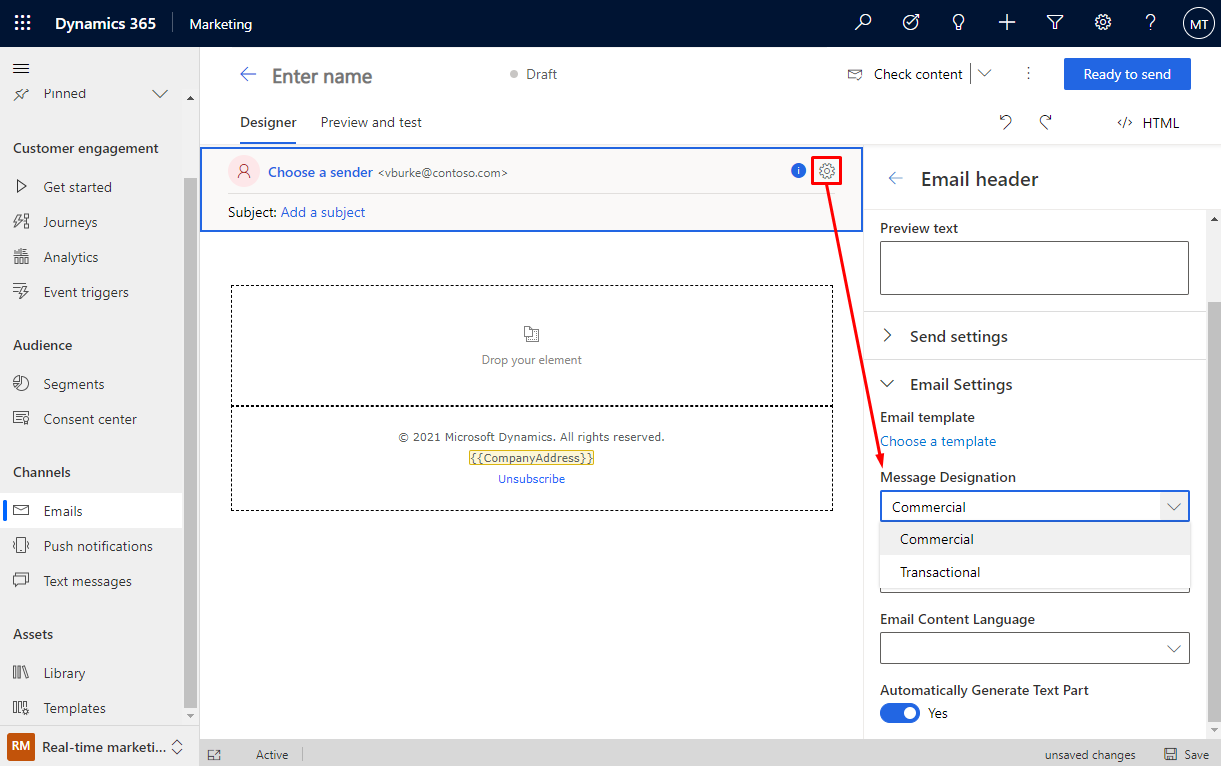 Dynamics 365
Marketing
MT
Pinned
Customer engagement
Get started
Journeys
Analytics
Event triggers
Audience
Segments
Consent center
Channels
Emails
Push notifications
Text messages
Assets
Library
Templates
RM
Real-time marketi...
Enter name
Draft
Check content
Ready to send
Designer
Preview and test
</> HTML
Choose a sender <vburke@contoso.com>
i
Subject: Add a subject
Drop your element
© 2021 Microsoft Dynamics. All rights reserved.
{{CompanyAddress}}
Unsubscribe
Email header
Preview text
Send settings
Email Settings
Email template
Choose a template
Message Designation
Commercial
Commercial
Transactional
Email Content Language
Automatically Generate Text Part
Yes
Active
unsaved changes
Save